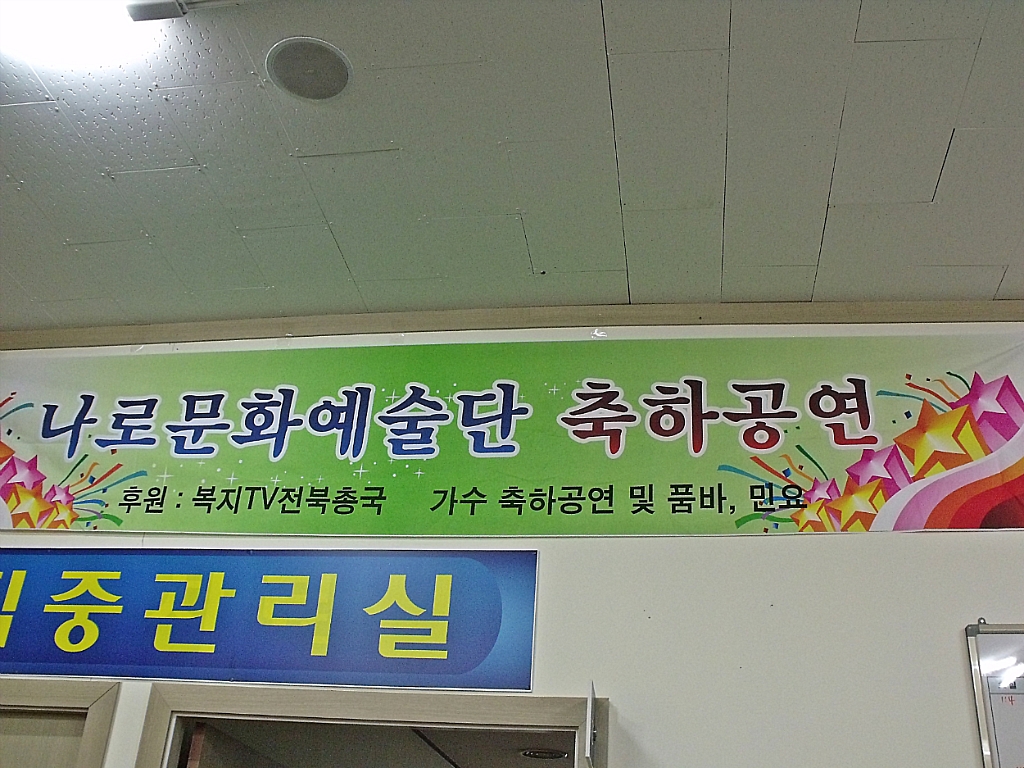 나로문화예술단 축하공연
후원 : 복지TV전북총국 가수 축하공연 및 품바, 민요
집중관리실